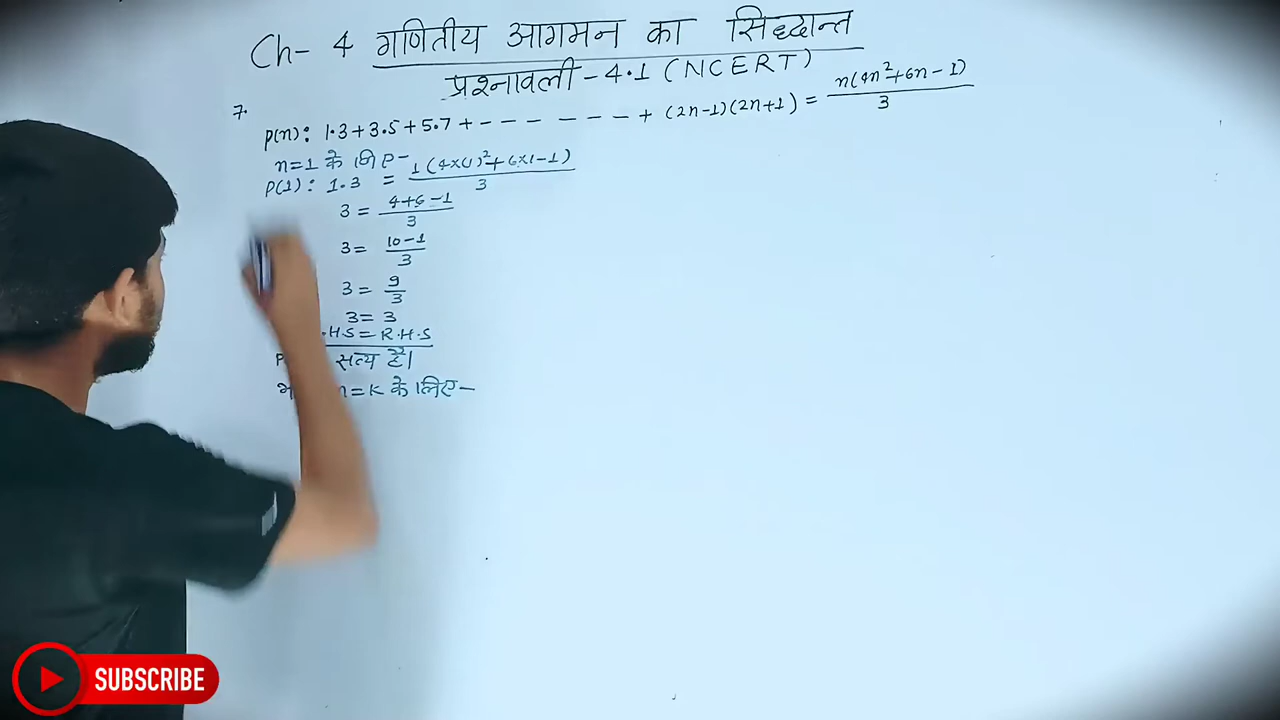 Ch- 4 गणितीय आगमन का सिद्धान्त
प्रश्नावली - 4.1 (NCERT)
7.
P(n): 1.3+3.5+5.7+ - - - - - - - + (2n-1)(2n+1) = n(4n²+6n-1)/3
n=1 के लिए-
P(1): 1.3 = 1(4×(1)²+6×1-1)/3
3 = 4+6-1/3
3 = 10-1/3
3 = 9/3
3 = 3
.H.S = R.H.S
सत्य है।
n=K के लिए-
SUBSCRIBE